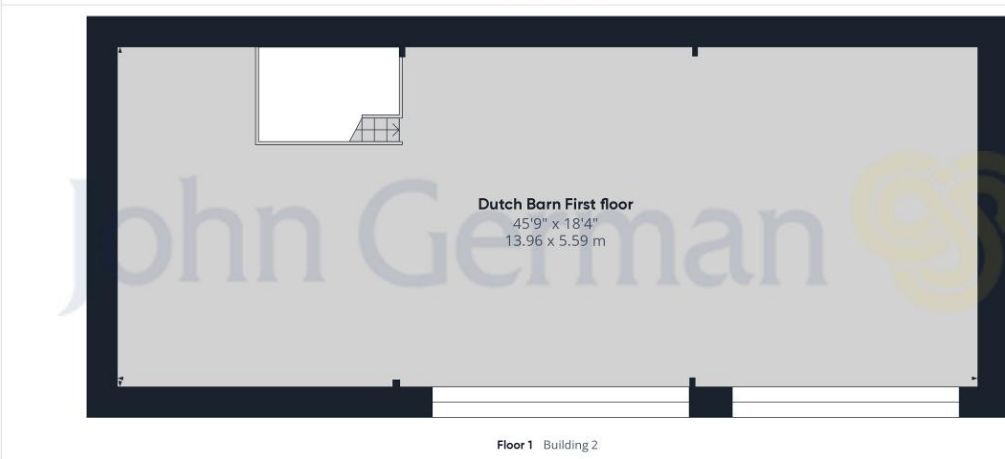 John German
Dutch Barn First floor
45'9" x 18'4"
13.96 x 5.59 m
Floor 1 Building 2